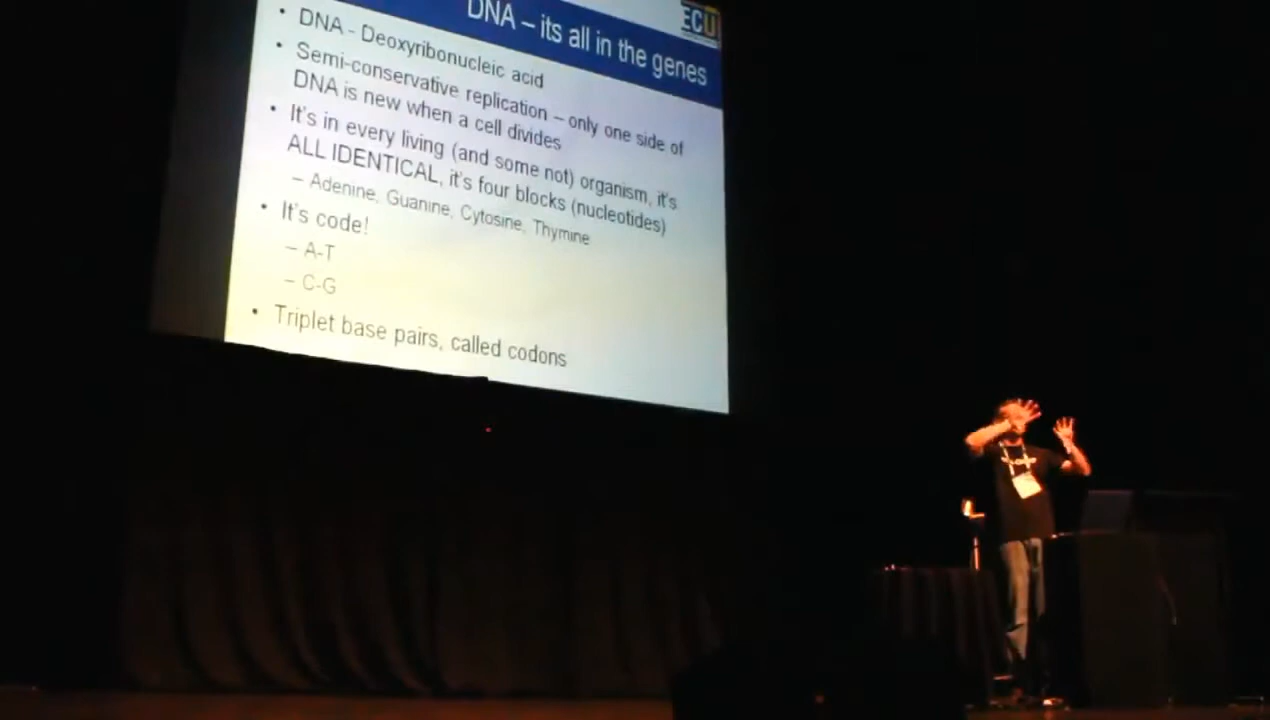 ECU
DNA – its all in the genes
• DNA - Deoxyribonucleic acid
• Semi-conservative replication – only one side of
DNA is new when a cell divides
• It's in every living (and some not) organism, it's
ALL IDENTICAL, it's four blocks (nucleotides)
– Adenine, Guanine, Cytosine, Thymine
• It's code!
– A-T
– C-G
• Triplet base pairs, called codons